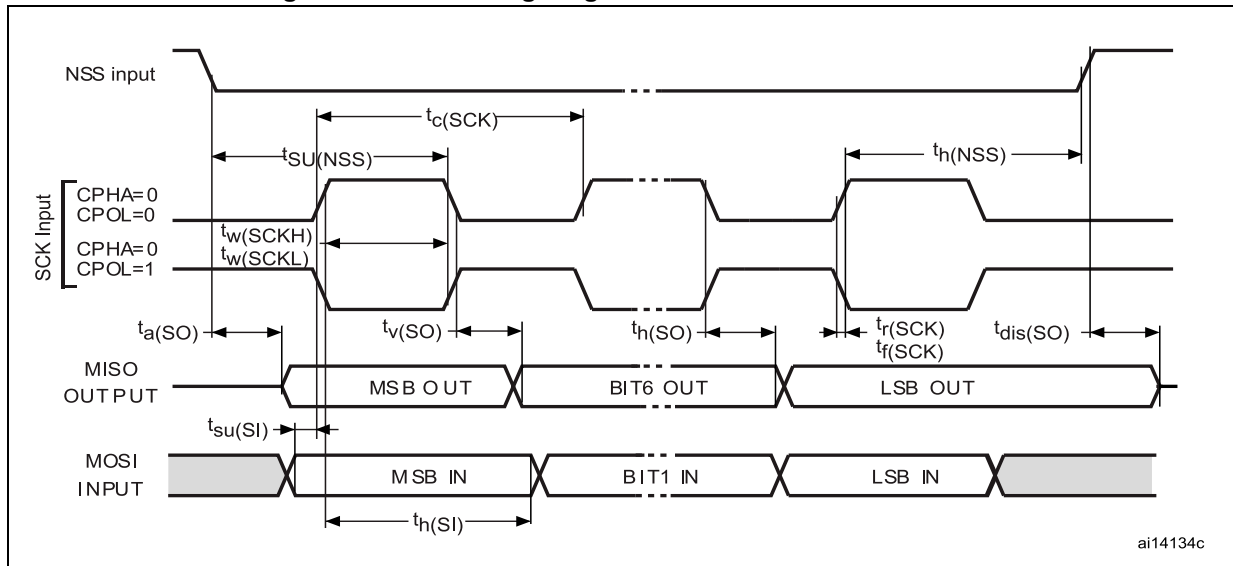 NSS input
tc(SCK)
tSU(NSS)
th(NSS)
SCK Input
CPHA=0
CPOL=0
CPHA=0
CPOL=1
tw(SCKH)
tw(SCKL)
ta(SO)
tv(SO)
th(SO)
tr(SCK)
tf(SCK)
tdis(SO)
MISO
OUTPUT
MSB OUT
BIT6 OUT
LSB OUT
tsu(SI)
MOSI
INPUT
MSB IN
BIT1 IN
LSB IN
th(SI)
ai14134c